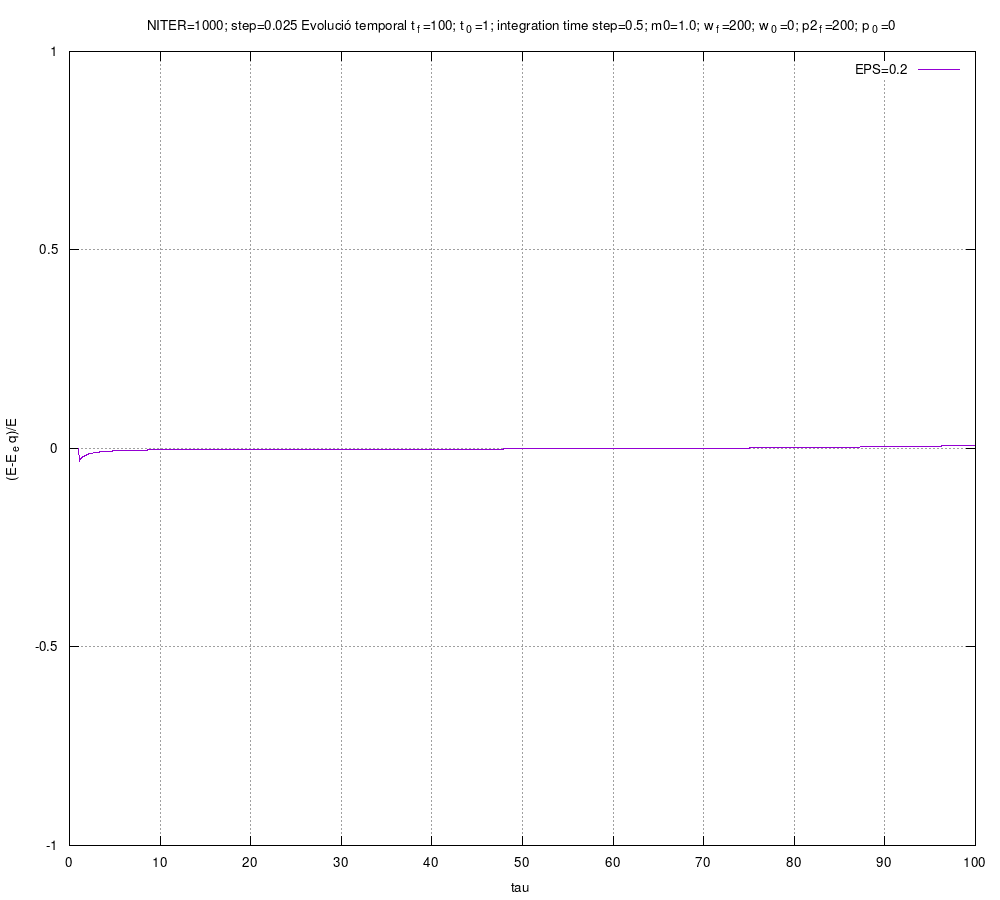 NITER=1000; step=0.025 Evolució temporal t f =100; t 0 =1; integration time step=0.5; m0=1.0; w f =200; w 0 =0; p2 f =200; p 0 =0
1
EPS=0.2
0.5
(E-E e q)/E
0
-0.5
-1
0 10 20 30 40 50 60 70 80 90 100
tau